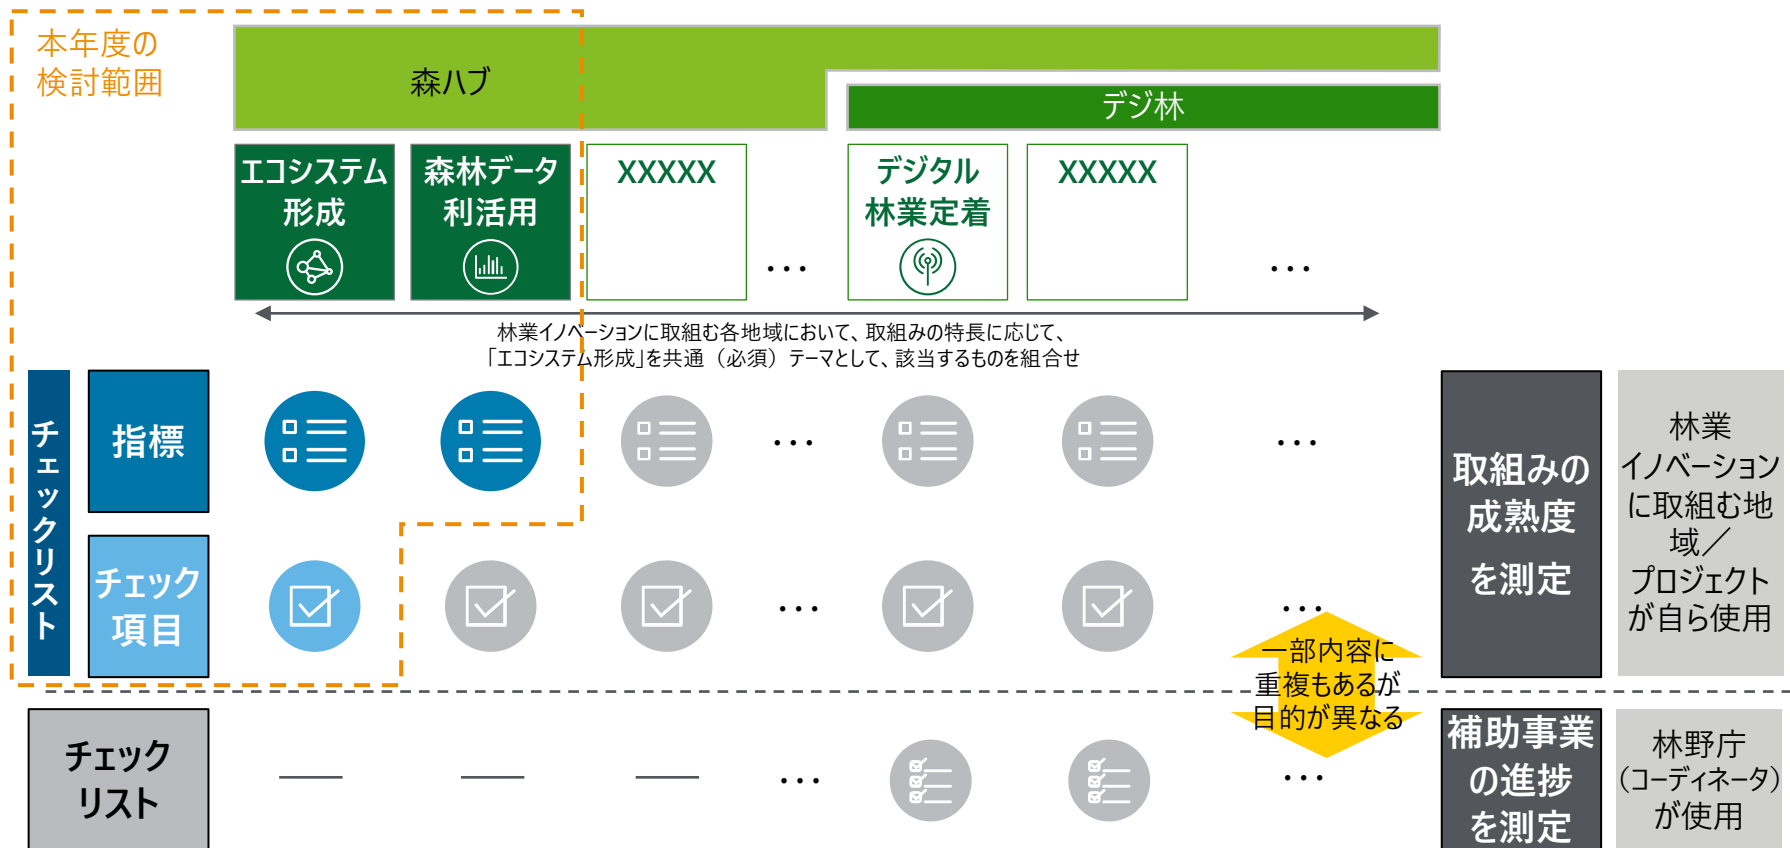 本年度の
検討範囲
森ハブ
デジ林
エコシステム
形成
森林データ
利活用
XXXXX
…
デジタル
林業定着
XXXXX
…
林業イノベーションに取組む各地域において、取組みの特長に応じて、
「エコシステム形成」を共通（必須）テーマとして、該当するものを組合せ
チェックリスト
指標
…
…
チェック
項目
…
…
取組みの
成熟度
を測定
林業
イノベーション
に取組む地
域／
プロジェクト
が自ら使用
一部内容に
重複もあるが
目的が異なる
チェック
リスト
…
…
補助事業
の進捗
を測定
林野庁
（コーディネータ）
が使用